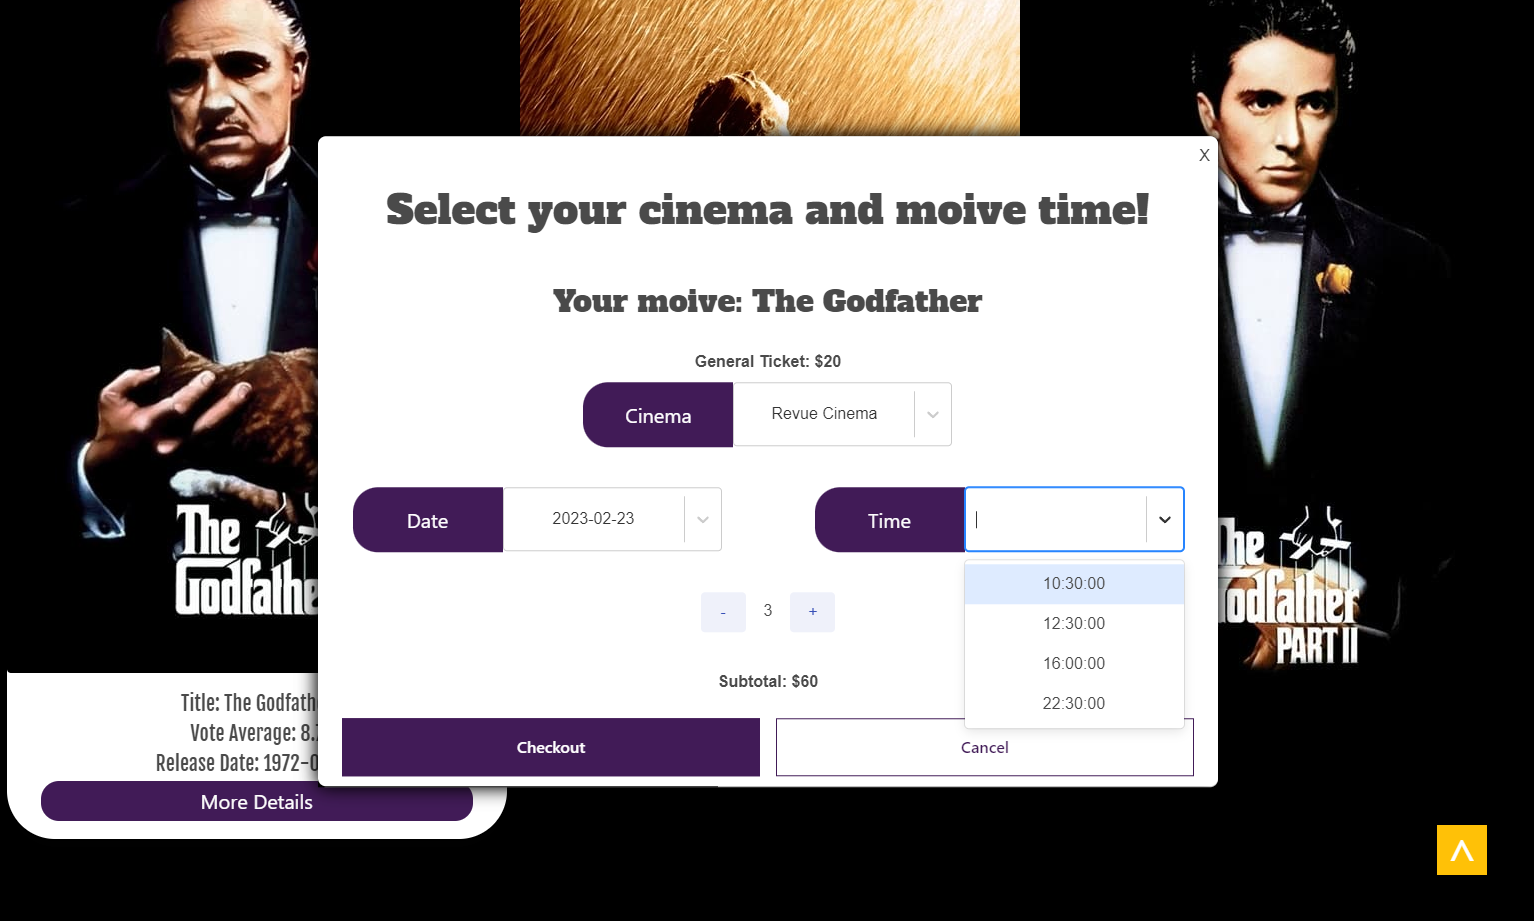 X
Select your cinema and moive time!
Your moive: The Godfather
General Ticket: $20
Cinema
Revue Cinema
Date
2023-02-23
Time
10:30:00
12:30:00
16:00:00
22:30:00
-
3
+
Subtotal: $60
Checkout
Cancel
The
Godfather
The
Godfather
PART II
Title: The Godfathe
Vote Average: 8.7
Release Date: 1972-0
More Details